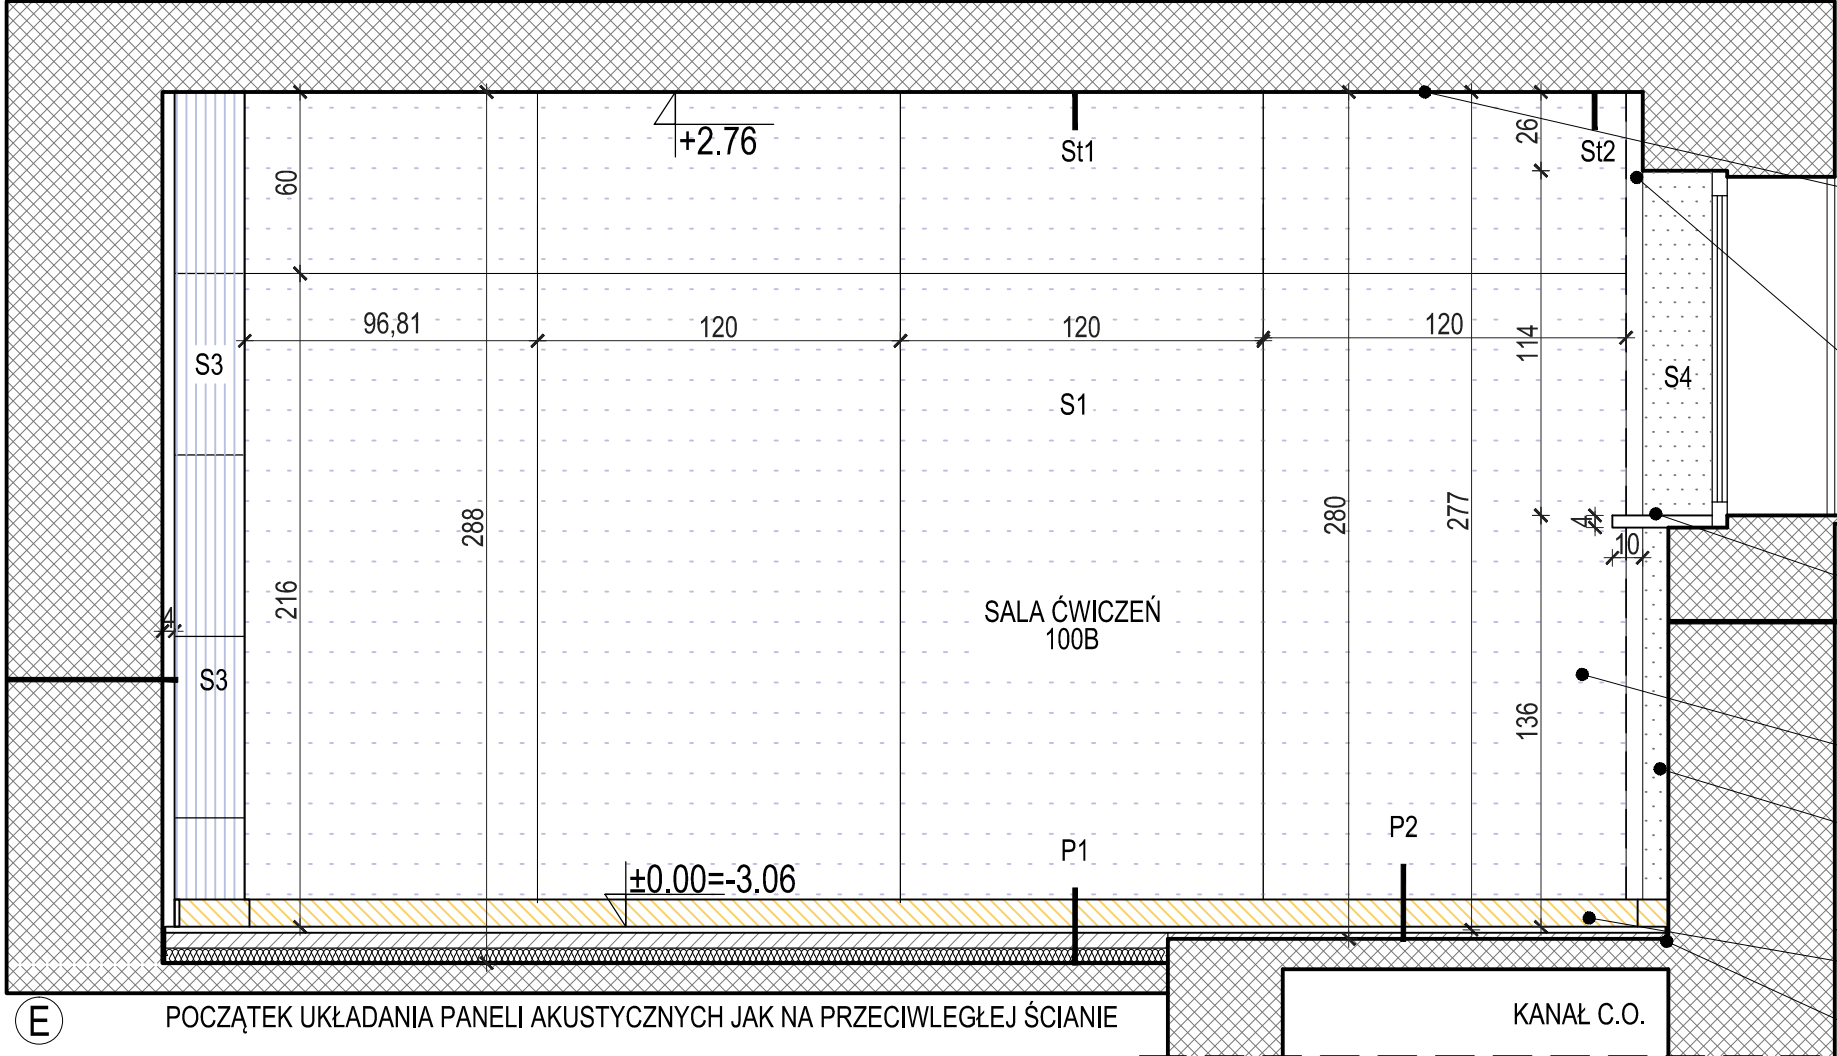 +2.76
St1
St2
26
60
96,81
120
120
120
114
S3
S1
S4
288
280
277
4
10
216
4
SALA ĆWICZEŃ
100B
S3
136
P1
P2
±0.00=-3.06
E
POCZĄTEK UKŁADANIA PANELI AKUSTYCZNYCH JAK NA PRZECIWLEGŁEJ ŚCIANIE
KANAŁ C.O.